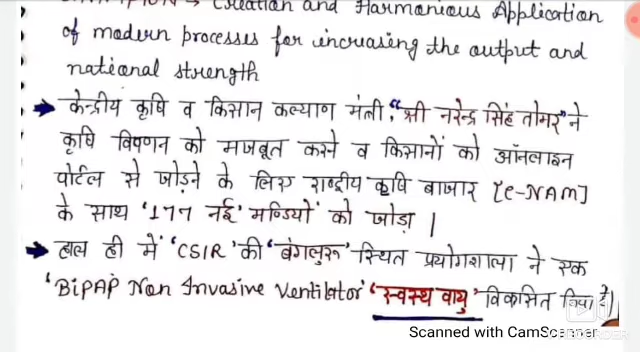 Creation and Harmonious Application
of modern processes for increasing the output and
national strength
→ केन्द्रीय कृषि व किसान कल्याण मंत्री "श्री नरेन्द्र सिंह तोमर" ने
कृषि विपणन को मजबूत करने व किसानों को ऑनलाइन
पोर्टल से जोड़ने के लिए राष्ट्रीय कृषि बाजार [e-NAM]
के साथ '177 नई' मण्डियों को जोड़ा |
→ हाल ही में 'CSIR' की "बंगलुरू" स्थित प्रयोगशाला ने एक
'BiPAP Non Invasive Ventilator "स्वस्थ वायु" विकसित किया है
Scanned with CamScanner